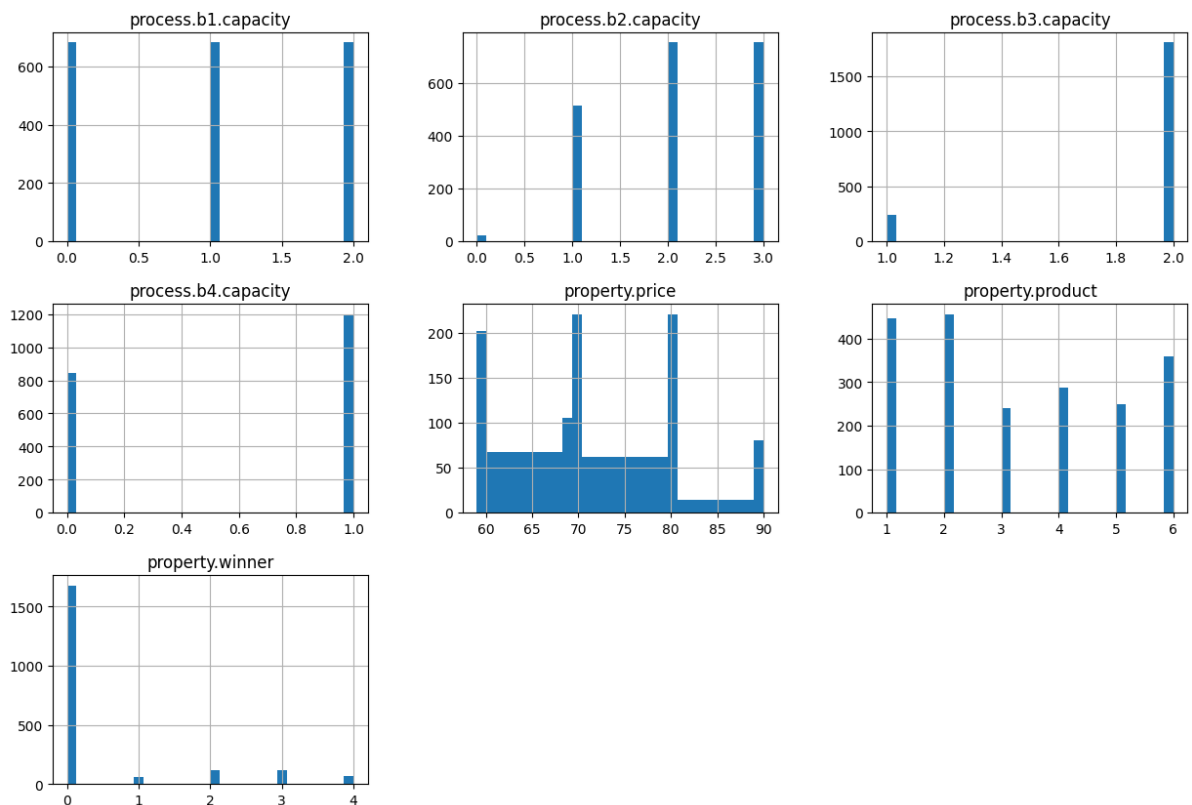 process.b1.capacity
600
400
200
0
0.0 0.5 1.0 1.5 2.0
process.b2.capacity
600
400
200
0
0.0 0.5 1.0 1.5 2.0 2.5 3.0
process.b3.capacity
1500
1000
500
0
1.0 1.2 1.4 1.6 1.8 2.0
process.b4.capacity
1200
1000
800
600
400
200
0
0.0 0.2 0.4 0.6 0.8 1.0
property.price
200
150
100
50
0
60 65 70 75 80 85 90
property.product
400
300
200
100
0
1 2 3 4 5 6
property.winner
1500
1000
500
0
0 1 2 3 4